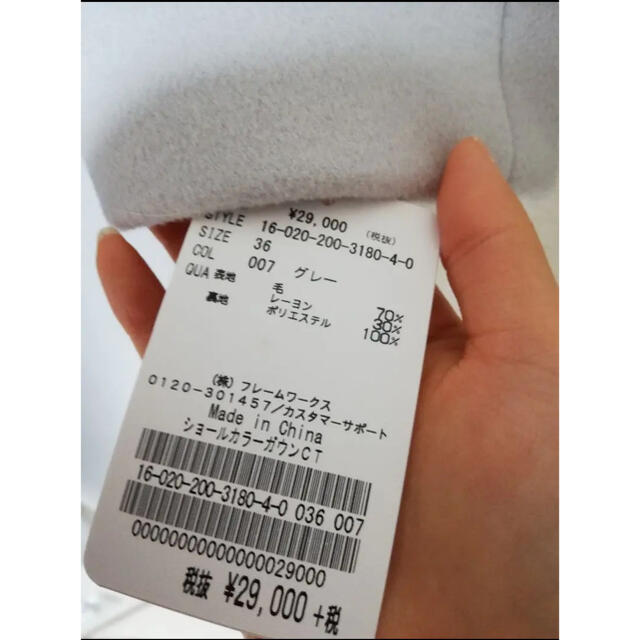 ¥29,000 (税抜)
STYLE 16-020-200-3180-4-0
SIZE 36
COL 007 グレー
QUA 表地 毛 70%
レーヨン 30%
裏地 ポリエステル 100%
(株) フレームワークス
0120-301457/カスタマーサポート
Made in China
ショールカラーガウンCT
16-020-200-3180-4-0 036 007
00000000000000029000
税抜 ¥29,000 +税